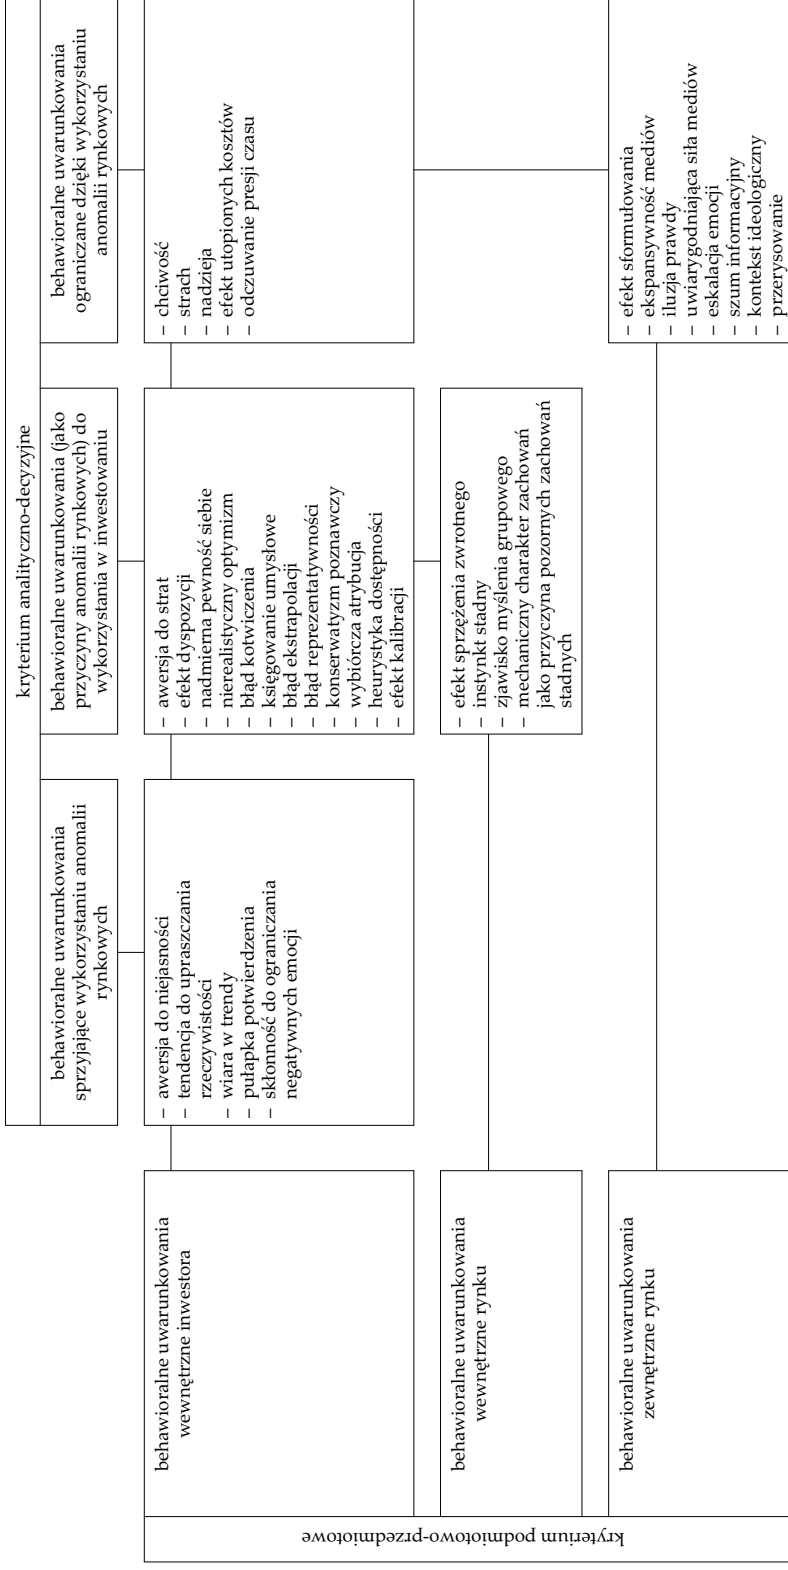 kryterium analityczno-decyzyjne
behawioralne uwarunkowania
sprzyjające wykorzystaniu anomalii
rynkowych
behawioralne uwarunkowania (jako
przyczyny anomalii rynkowych) do
wykorzystania w inwestowaniu
behawioralne uwarunkowania
ograniczane dzięki wykorzystaniu
anomalii rynkowych
kryterium podmiotowo-przedmiotowe
behawioralne uwarunkowania
wewnętrzne inwestora
– awersja do niejasności
– tendencja do upraszczania
rzeczywistości
– wiara w trendy
– pułapka potwierdzenia
– skłonność do ograniczania
negatywnych emocji
– awersja do strat
– efekt dyspozycji
– nadmierna pewność siebie
– nierealistyczny optymizm
– błąd kotwiczenia
– księgowanie umysłowe
– błąd ekstrapolacji
– błąd reprezentatywności
– konserwatyzm poznawczy
– wybiórcza atrybucja
– heurystyka dostępności
– efekt kalibracji
– chciwość
– strach
– nadzieja
– efekt utopionych kosztów
– odczuwanie presji czasu
behawioralne uwarunkowania
wewnętrzne rynku
– efekt sprzężenia zwrotnego
– instynkt stadny
– zjawisko myślenia grupowego
– mechaniczny charakter zachowań
jako przyczyna pozornych zachowań
stadnych
behawioralne uwarunkowania
zewnętrzne rynku
– efekt sformułowania
– ekspansywność mediów
– iluzja prawdy
– uwiarygodniająca siła mediów
– eskalacja emocji
– szum informacyjny
– kontekst ideologiczny
– przerysowanie